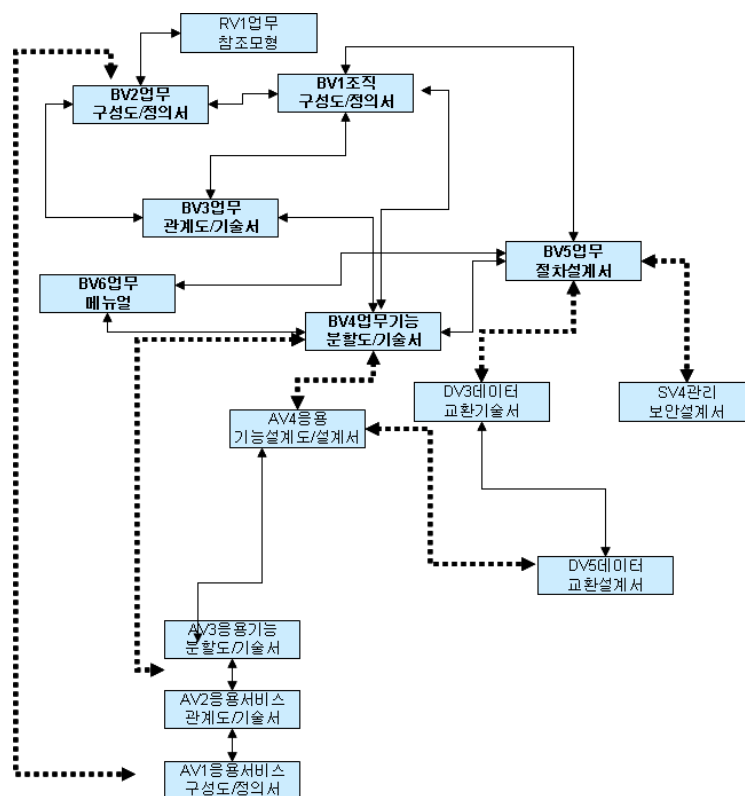 RV1업무
참조모형
BV2업무
구성도/정의서
BV1조직
구성도/정의서
BV3업무
관계도/기술서
BV5업무
절차설계서
BV6업무
메뉴얼
BV4업무기능
분할도/기술서
DV3데이터
교환기술서
SV4관리
보안설계서
AV4응용
기능설계도/설계서
DV5데이터
교환설계서
AV3응용기능
분할도/기술서
AV2응용서비스
관계도/기술서
AV1응용서비스
구성도/정의서